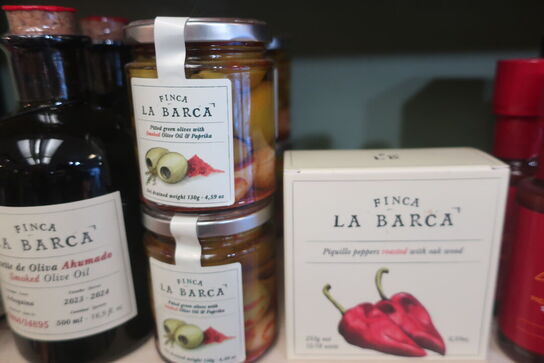 FINCA
LA BARCA
Pitted green olives with
Smoked Olive Oil & Paprika
Net drained weight 130g - 4,59 oz
FINCA
LA BARCA
Pitted green olives with
Smoked Olive Oil & Paprika
FINCA
LA BARCA
Aceite de Oliva Ahumado
Smoked Olive Oil
2023 - 2024
500 ml
FINCA
LA BARCA
Piquillo peppers roasted with oak wood